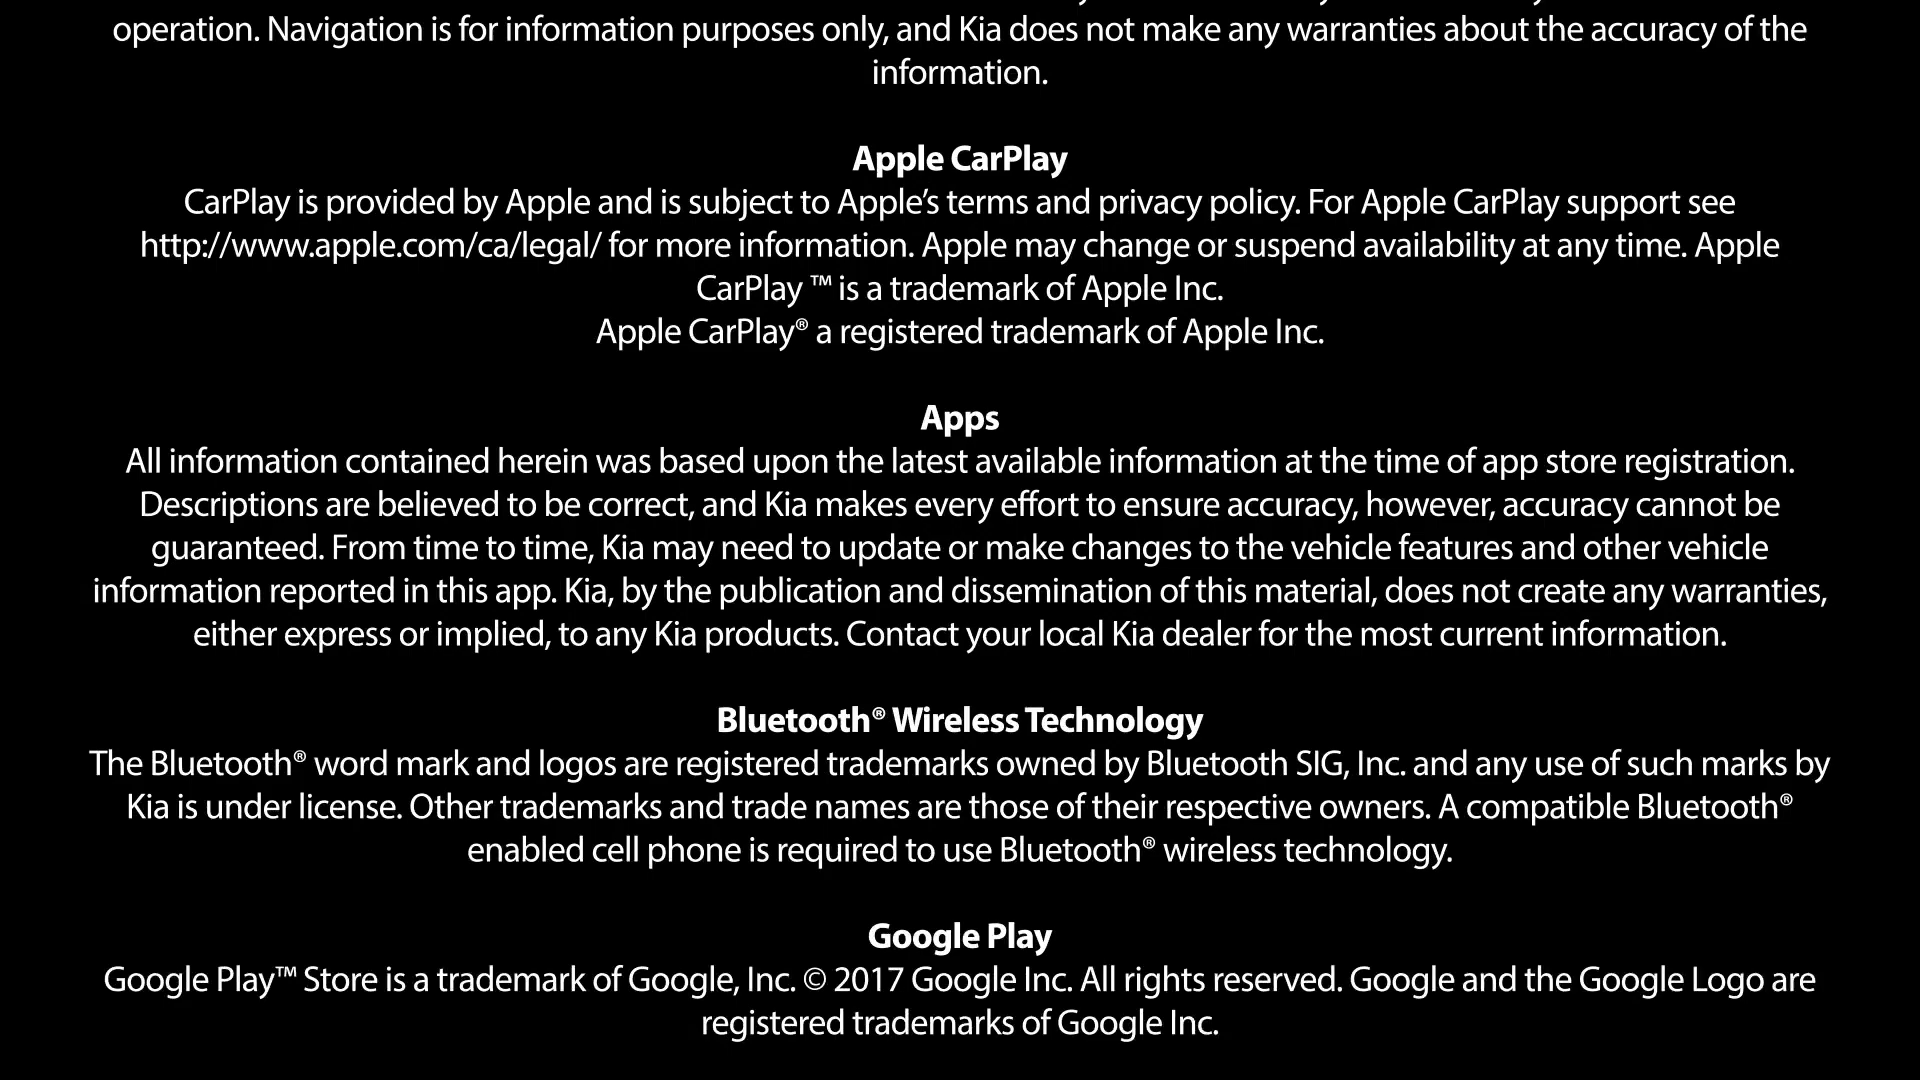 operation. Navigation is for information purposes only, and Kia does not make any warranties about the accuracy of the
information.
Apple CarPlay
CarPlay is provided by Apple and is subject to Apple’s terms and privacy policy. For Apple CarPlay support see
http://www.apple.com/ca/legal/ for more information. Apple may change or suspend availability at any time. Apple
CarPlay ™ is a trademark of Apple Inc.
Apple CarPlay® a registered trademark of Apple Inc.
Apps
All information contained herein was based upon the latest available information at the time of app store registration.
Descriptions are believed to be correct, and Kia makes every effort to ensure accuracy, however, accuracy cannot be
guaranteed. From time to time, Kia may need to update or make changes to the vehicle features and other vehicle
information reported in this app. Kia, by the publication and dissemination of this material, does not create any warranties,
either express or implied, to any Kia products. Contact your local Kia dealer for the most current information.
Bluetooth® Wireless Technology
The Bluetooth® word mark and logos are registered trademarks owned by Bluetooth SIG, Inc. and any use of such marks by
Kia is under license. Other trademarks and trade names are those of their respective owners. A compatible Bluetooth®
enabled cell phone is required to use Bluetooth® wireless technology.
Google Play
Google Play™ Store is a trademark of Google, Inc. © 2017 Google Inc. All rights reserved. Google and the Google Logo are
registered trademarks of Google Inc.